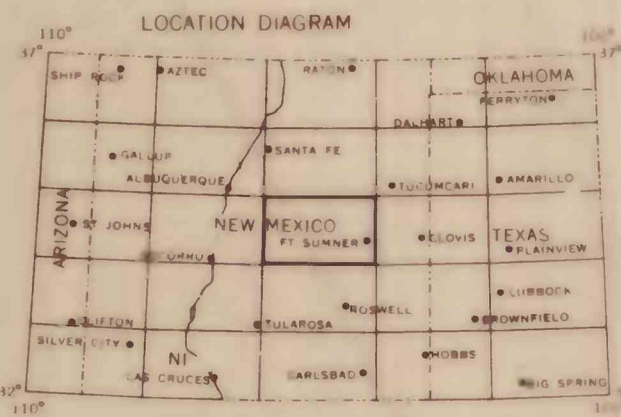 LOCATION DIAGRAM
110°
37° 37°
SHIP ROCK AZTEC RATON OKLAHOMA
PERRYTON
DALHART
GALLUP SANTA FE
ALBUQUERQUE TUCUMCARI AMARILLO
ARIZONA ST JOHNS NEW MEXICO CLOVIS TEXAS
FT SUMNER PLAINVIEW
LUBBOCK
ROSWELL
CLIFTON TULAROSA BROWNFIELD
SILVER CITY HOBBS
LAS CRUCES CARLSBAD BIG SPRING
32°
110°